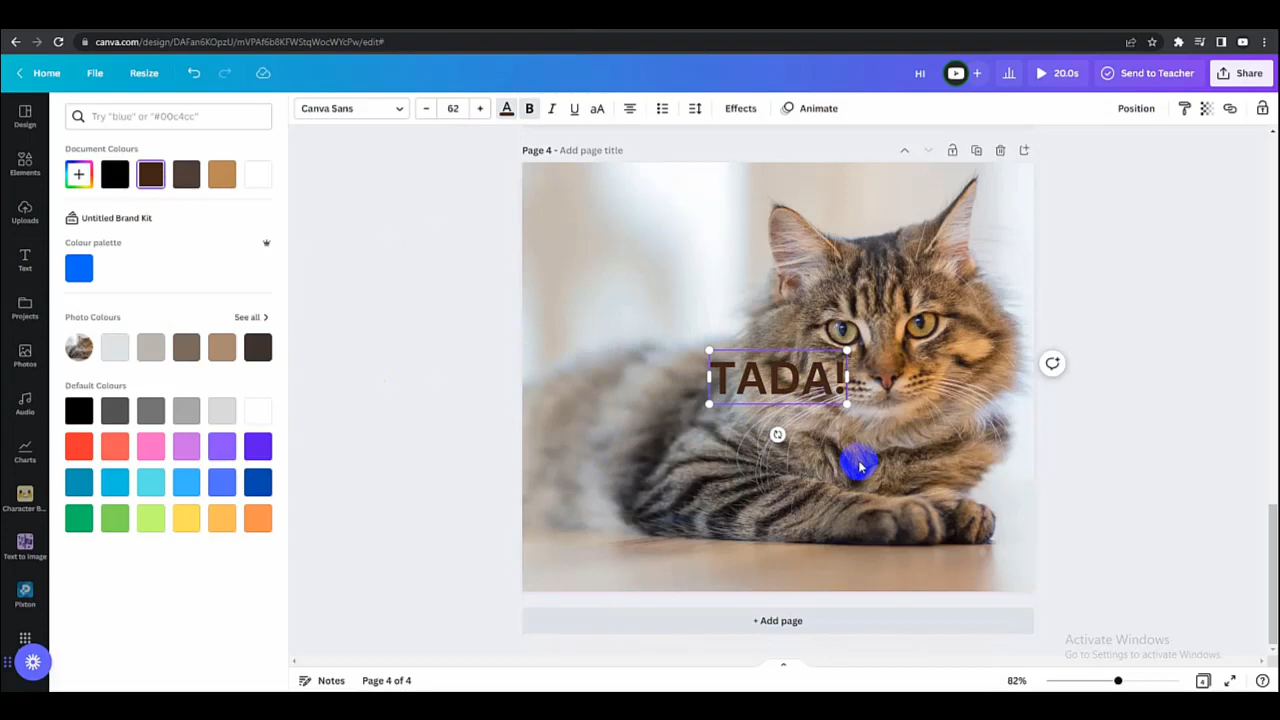 canva.com/design/DAFan6KOpzU/mVPAf6b8KFWStqWocWYcPw/edit#
Home
File
Resize
HI
20.0s
Send to Teacher
Share
Canva Sans
62
A
B
I
U
aA
Effects
Animate
Position
Design
Elements
Uploads
Text
Projects
Photos
Audio
Charts
Character B...
Text to Image
Pixton
Try "blue" or "#00c4cc"
Document Colours
Untitled Brand Kit
Colour palette
Photo Colours
See all
Default Colours
Page 4 - Add page title
TADA!
+ Add page
Activate Windows
Go to Settings to activate Windows.
Notes
Page 4 of 4
82%
4